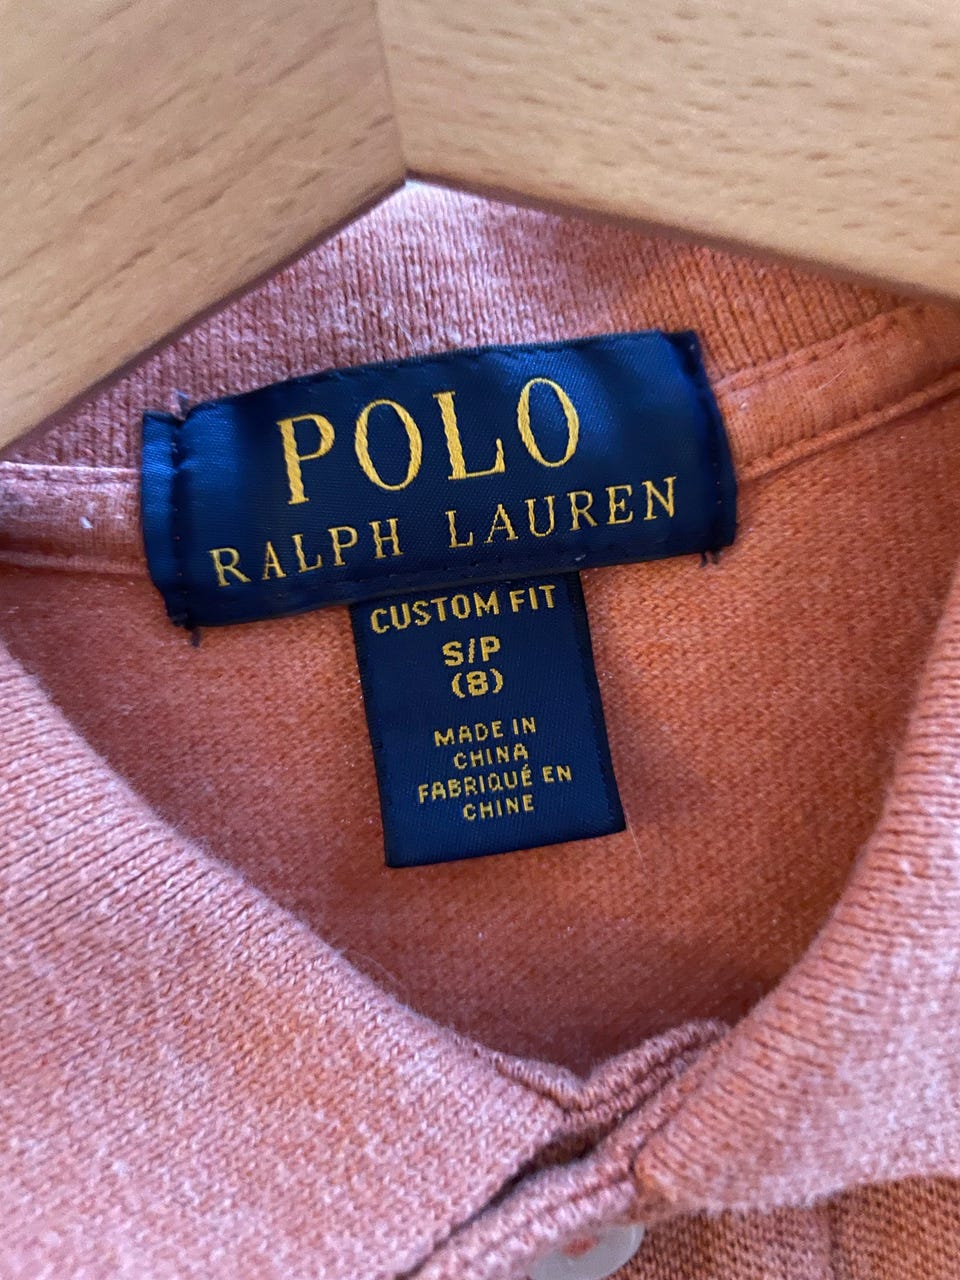 POLO
RALPH LAUREN
CUSTOM FIT
S/P
(8)
MADE IN
CHINA
FABRIQUÉ EN
CHINE